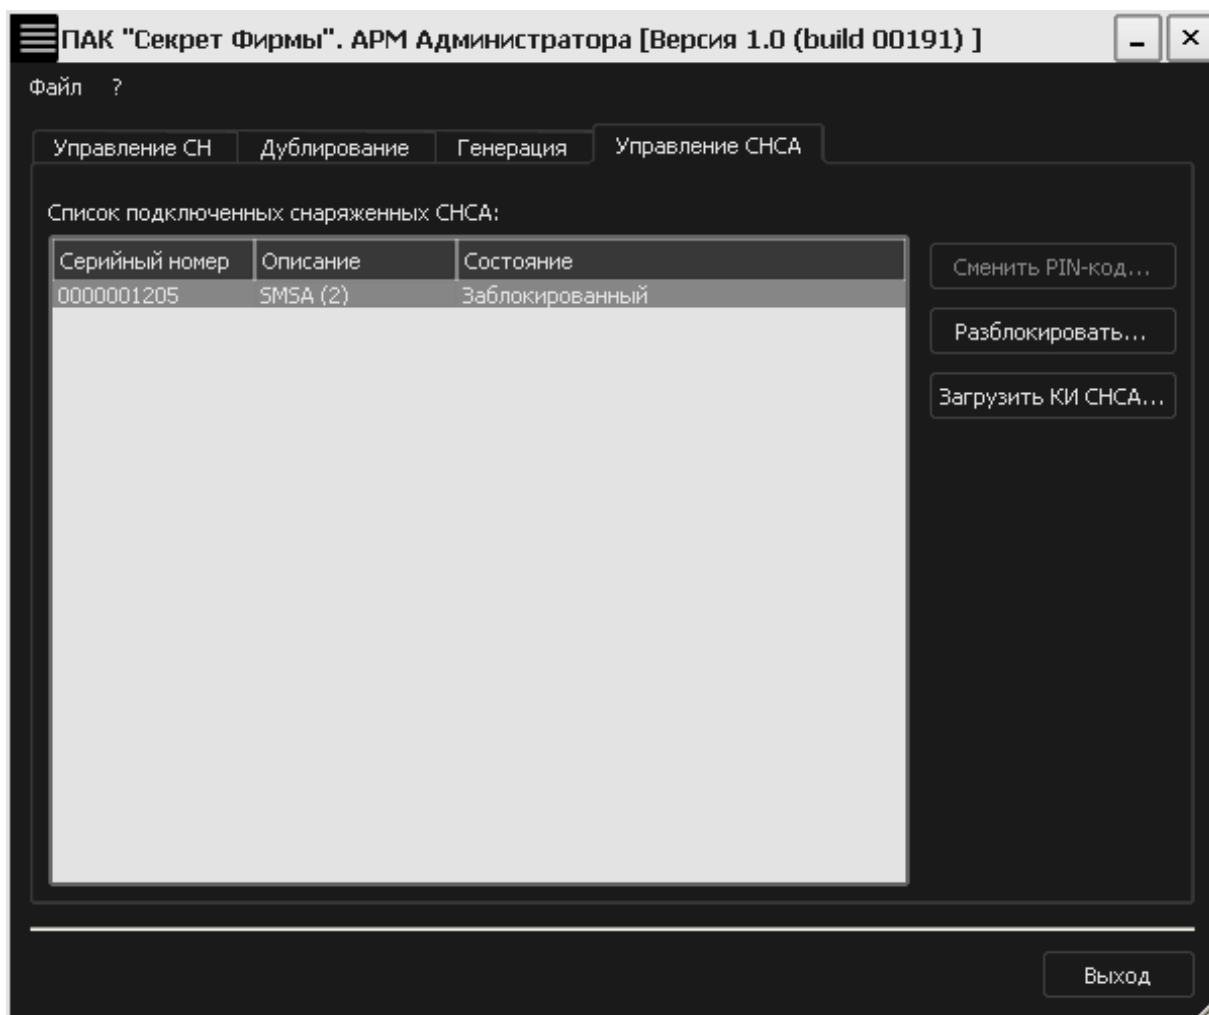 ПАК "Секрет Фирмы". АРМ Администратора [Версия 1.0 (build 00191) ]
Файл ?
Управление СН Дублирование Генерация Управление СНСА
Список подключенных снаряженных СНСА:
Серийный номер Описание Состояние
0000001205 SMSA (2) Заблокированный
Сменить PIN-код...
Разблокировать...
Загрузить КИ СНСА...
Выход